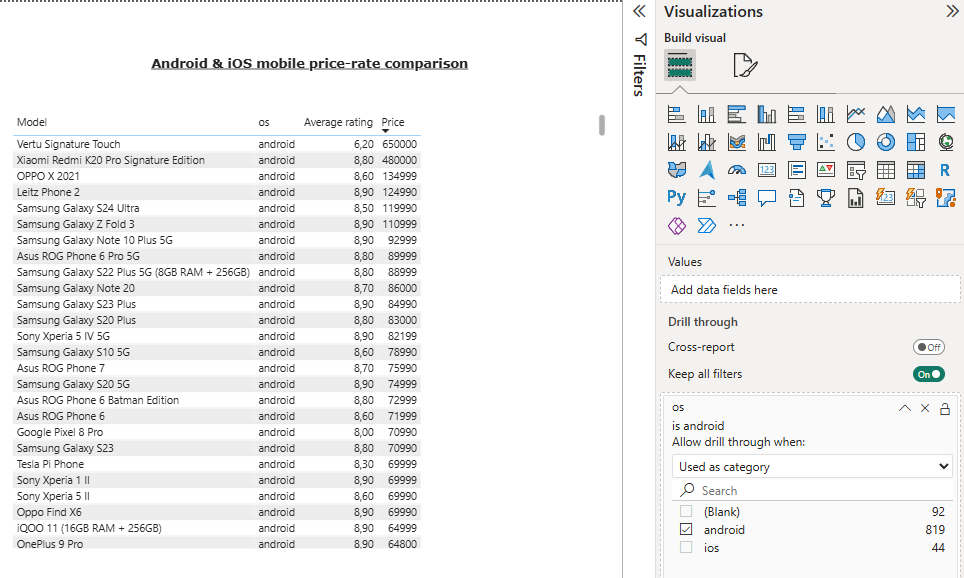 Android & iOS mobile price-rate comparison
Model os Average rating Price
Vertu Signature Touch android 6,20 650000
Xiaomi Redmi K20 Pro Signature Edition android 8,80 480000
OPPO X 2021 android 8,60 134999
Leitz Phone 2 android 8,90 124990
Samsung Galaxy S24 Ultra android 8,50 119990
Samsung Galaxy Z Fold 3 android 8,90 110999
Samsung Galaxy Note 10 Plus 5G android 8,90 92999
Asus ROG Phone 6 Pro 5G android 8,80 89999
Samsung Galaxy S22 Plus 5G (8GB RAM + 256GB) android 8,80 88999
Samsung Galaxy Note 20 android 8,70 86000
Samsung Galaxy S23 Plus android 8,90 84990
Samsung Galaxy S20 Plus android 8,80 83000
Sony Xperia 5 IV 5G android 8,90 82199
Samsung Galaxy S10 5G android 8,60 78990
Asus ROG Phone 7 android 8,70 75990
Samsung Galaxy S20 5G android 8,90 74999
Asus ROG Phone 6 Batman Edition android 8,80 72999
Asus ROG Phone 6 android 8,60 71999
Google Pixel 8 Pro android 8,00 70990
Samsung Galaxy S23 android 8,80 70990
Tesla Pi Phone android 8,30 69999
Sony Xperia 1 II android 8,90 69999
Sony Xperia 5 II android 8,60 69990
Oppo Find X6 android 8,90 69990
iQOO 11 (16GB RAM + 256GB) android 8,90 64999
OnePlus 9 Pro android 8,90 64800
Filters
Visualizations
Build visual
123
R
Py
123
...
Values
Add data fields here
Drill through
Cross-report Off
Keep all filters On
os
is android
Allow drill through when:
Used as category
Search
(Blank) 92
android 819
ios 44